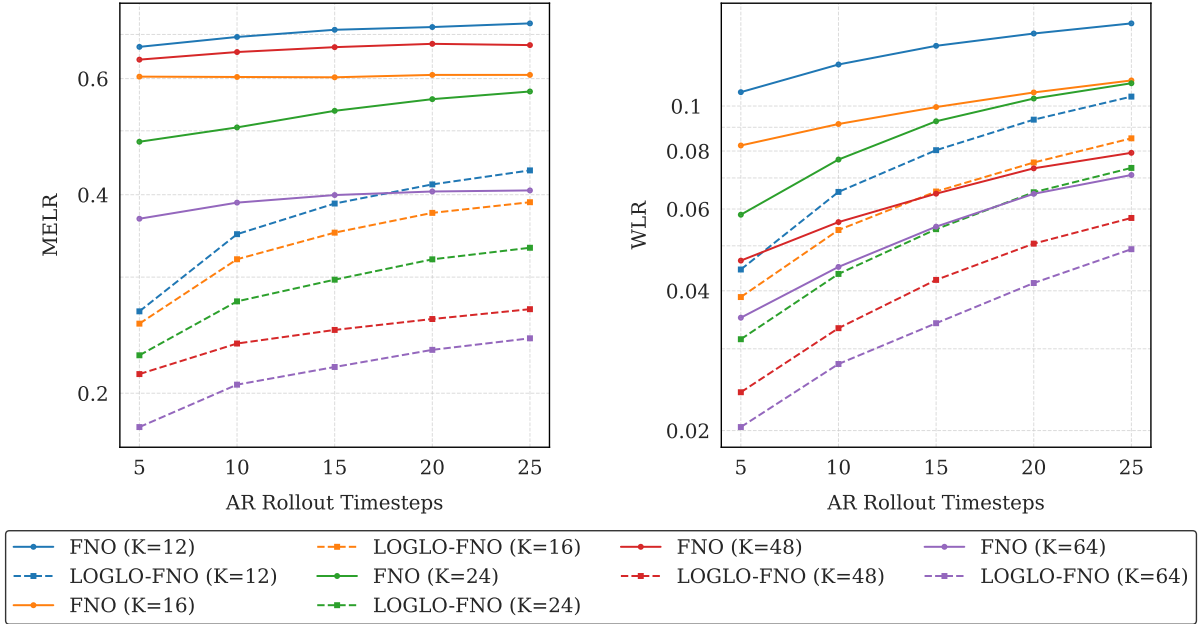 MELR
0.6
0.4
0.2
5 10 15 20 25
AR Rollout Timesteps
WLR
0.1
0.08
0.06
0.04
0.02
5 10 15 20 25
AR Rollout Timesteps
FNO (K=12) LOGLO-FNO (K=16) FNO (K=48) FNO (K=64)
LOGLO-FNO (K=12) FNO (K=24) LOGLO-FNO (K=48) LOGLO-FNO (K=64)
FNO (K=16) LOGLO-FNO (K=24)